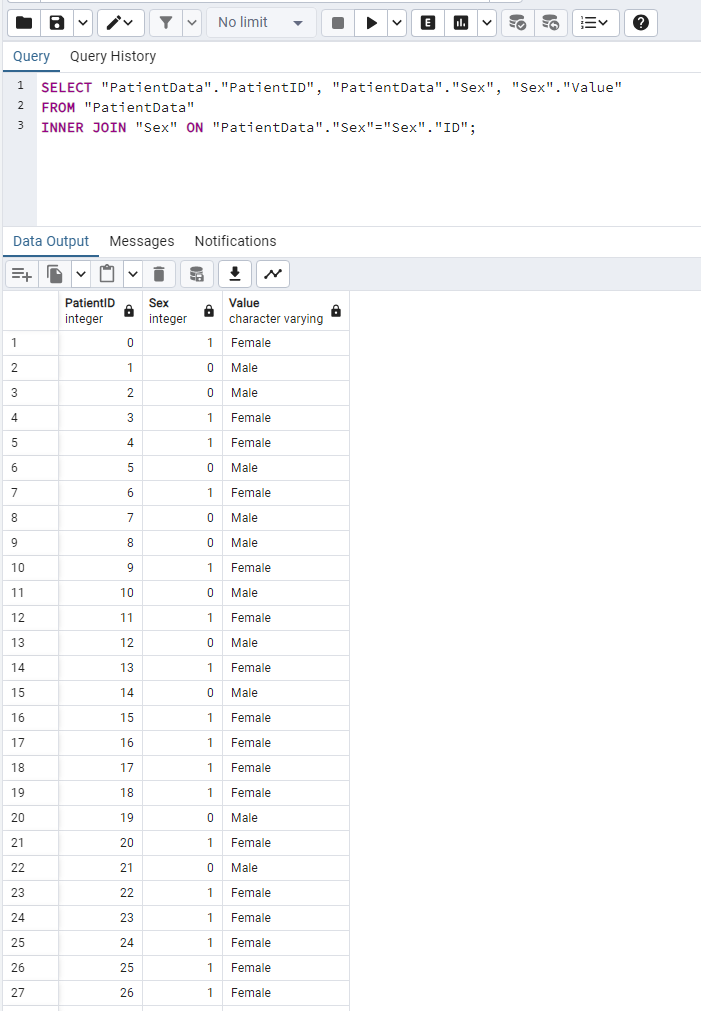 No limit
E
Query Query History
1 SELECT "PatientData"."PatientID", "PatientData"."Sex", "Sex"."Value"
2 FROM "PatientData"
3 INNER JOIN "Sex" ON "PatientData"."Sex"="Sex"."ID";
Data Output Messages Notifications
PatientID Sex Value
integer integer character varying
1 0 1 Female
2 1 0 Male
3 2 0 Male
4 3 1 Female
5 4 1 Female
6 5 0 Male
7 6 1 Female
8 7 0 Male
9 8 0 Male
10 9 1 Female
11 10 0 Male
12 11 1 Female
13 12 0 Male
14 13 1 Female
15 14 0 Male
16 15 1 Female
17 16 1 Female
18 17 1 Female
19 18 1 Female
20 19 0 Male
21 20 1 Female
22 21 0 Male
23 22 1 Female
24 23 1 Female
25 24 1 Female
26 25 1 Female
27 26 1 Female